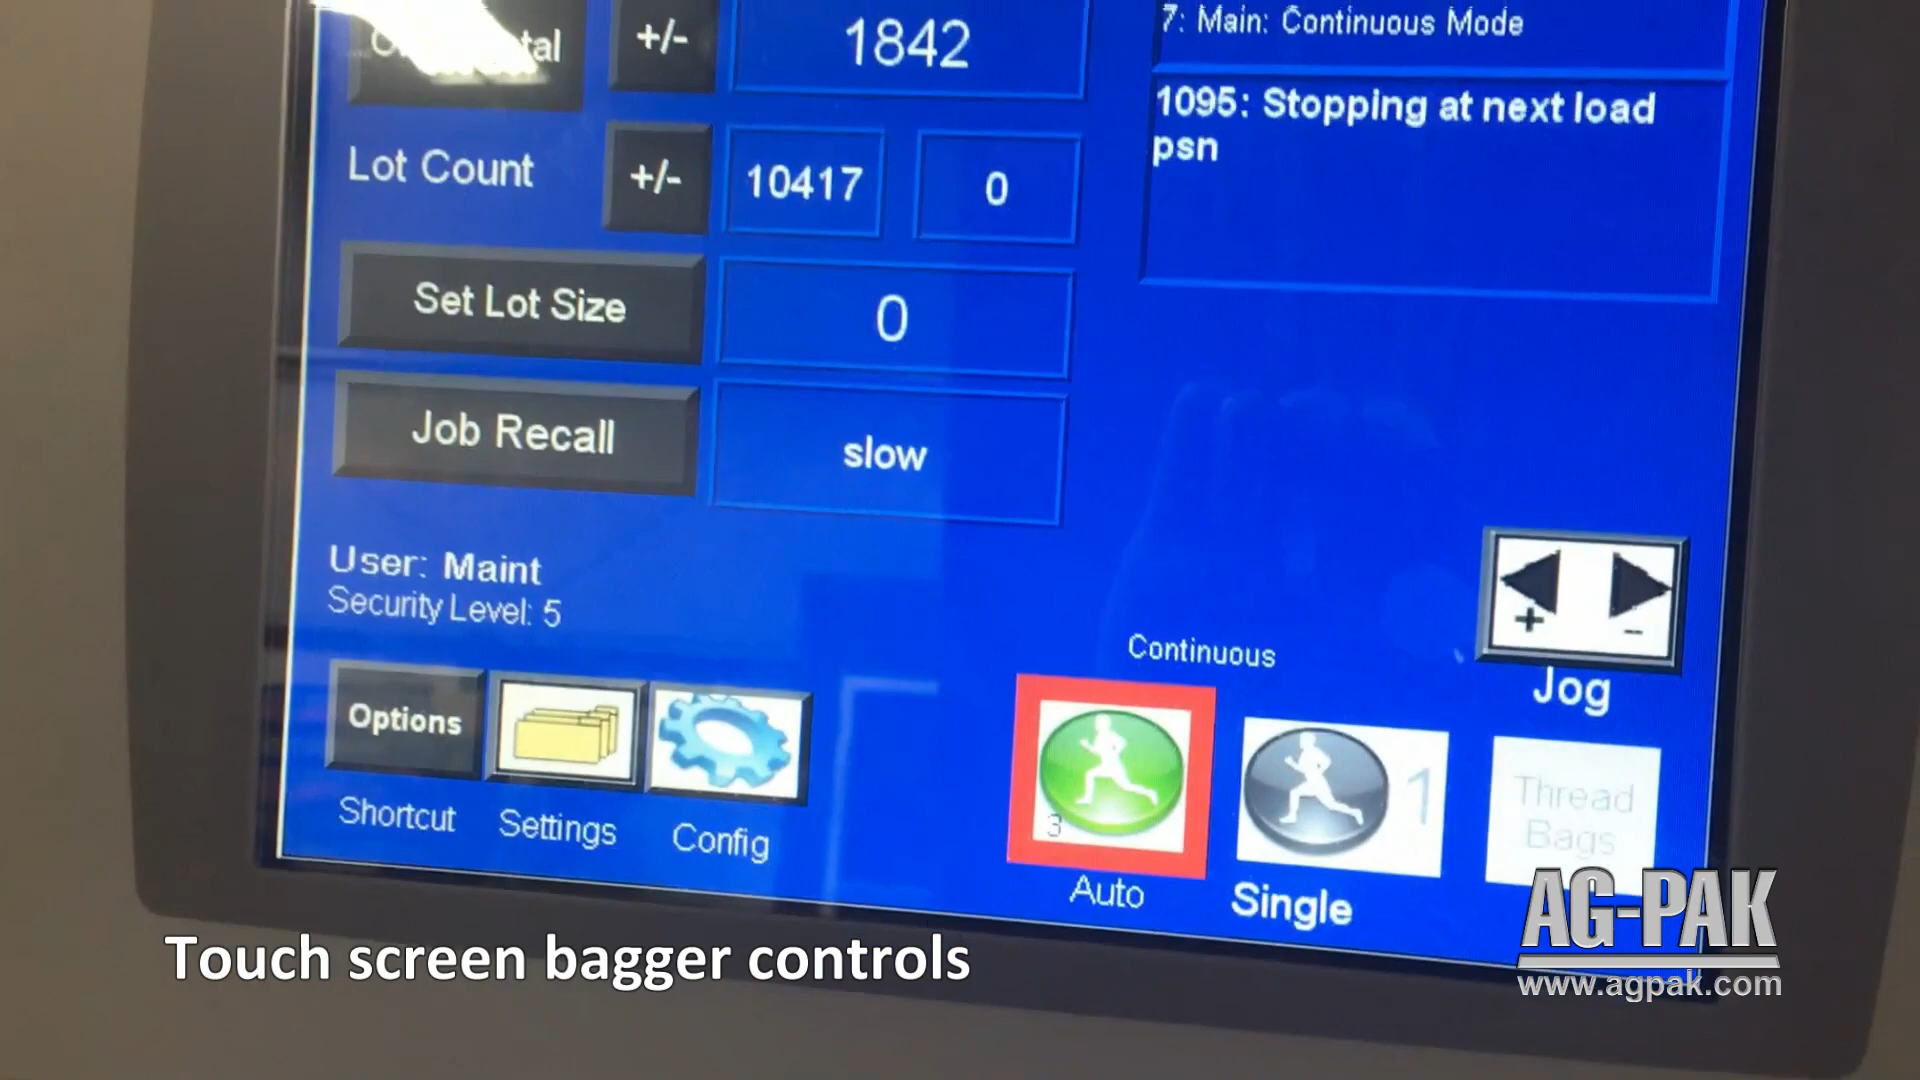 +/-
1842
7: Main: Continuous Mode
1095: Stopping at next load
psn
Lot Count
+/-
10417
0
Set Lot Size
0
Job Recall
slow
User: Maint
Security Level: 5
Continuous
+ -
Jog
Options
3
1
Thread
Bags
Shortcut
Settings
Config
Auto
Single
Touch screen bagger controls
AG-PAK
www.agpak.com